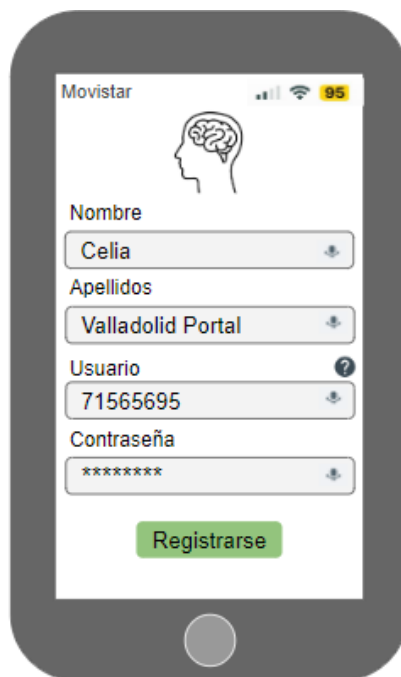 Movistar 95
Nombre
Celia
Apellidos
Valladolid Portal
Usuario ?
71565695
Contraseña
********
Registrarse